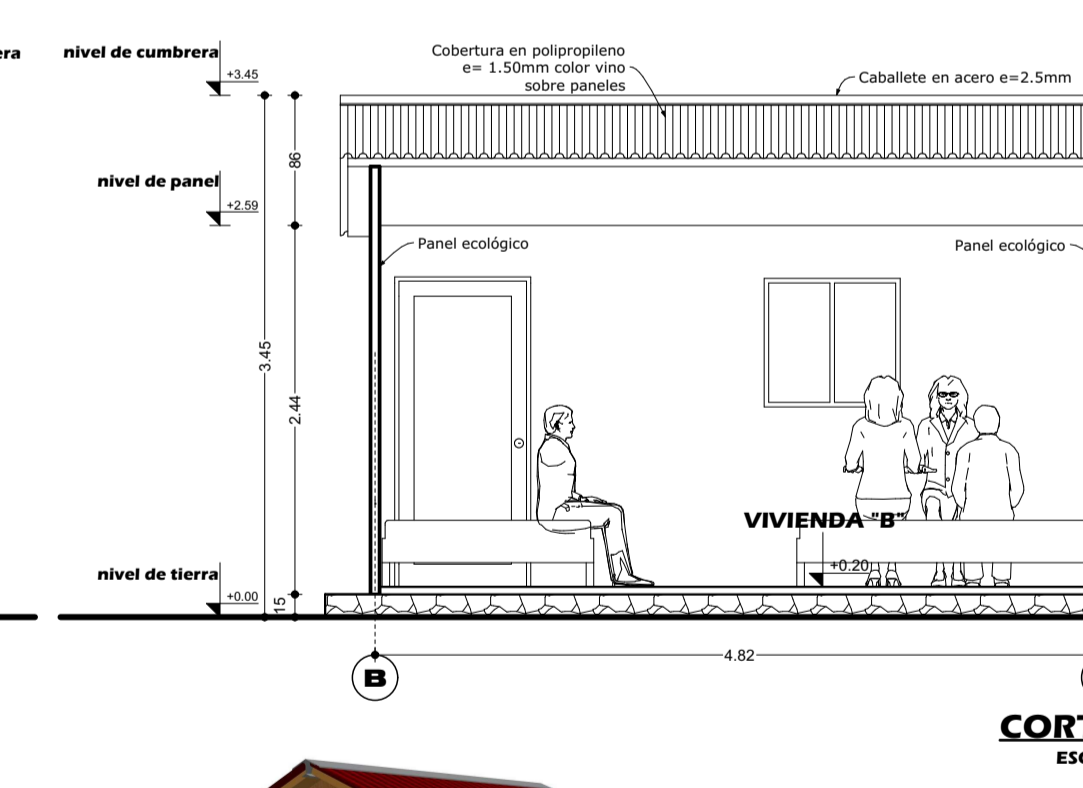 era
nivel de cumbrera
+3.45
Cobertura en polipropileno
e= 1.50mm color vino
sobre paneles
Caballete en acero e=2.5mm
86
nivel de panel
+2.59
Panel ecológico
Panel ecológico
3.45
2.44
VIVIENDA "B"
+0.20
nivel de tierra
+0.00
15
4.82
B
CORT
ESC